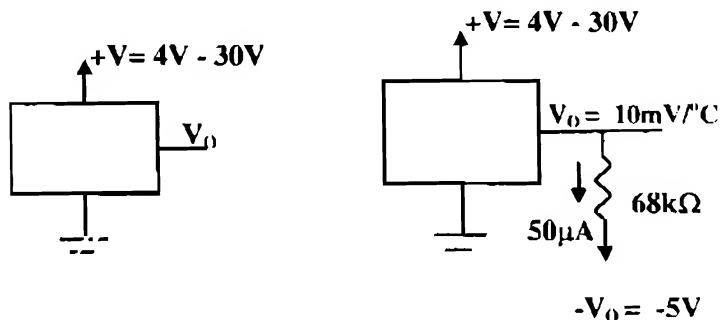 +V= 4V - 30V
V₀
+V= 4V - 30V
V₀ = 10mV/°C
68kΩ
50µA
-V₀ = -5V